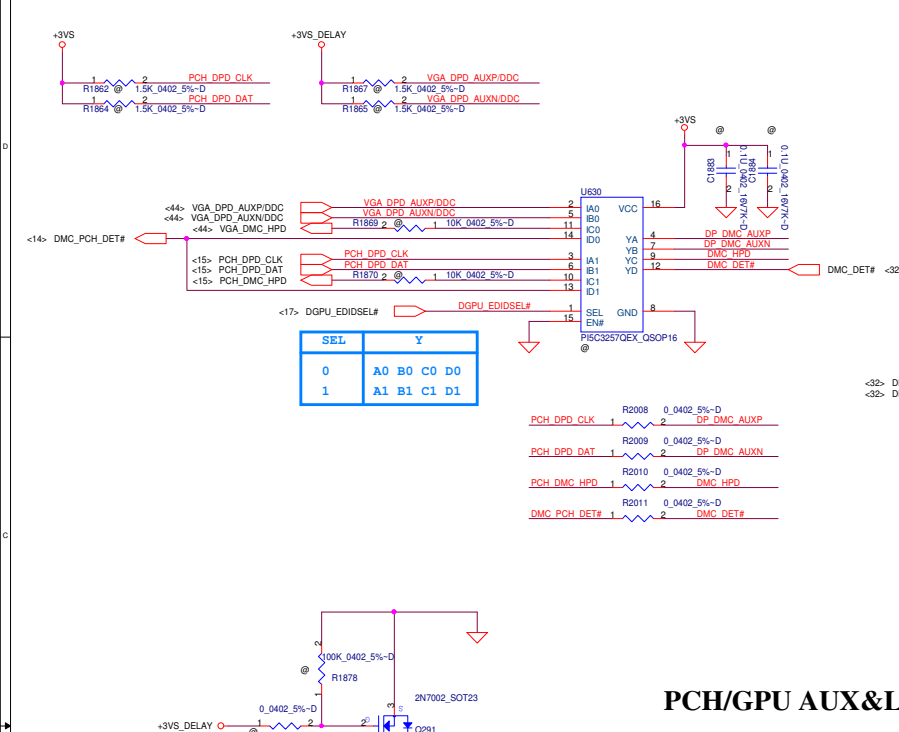 +3VS
+3VS_DELAY
1 2 PCH_DPD_CLK
R1862 @ 1.5K_0402_5%~D
1 2 PCH_DPD_DAT
R1864 @ 1.5K_0402_5%~D
1 2 VGA_DPD_AUXP/DDC
R1867 @ 1.5K_0402_5%~D
1 2 VGA_DPD_AUXN/DDC
R1865 @ 1.5K_0402_5%~D
D
+3VS
@ @
1 2 C1883 0.1U_0402_16V7K~D
1 2 C1884 0.1U_0402_16V7K~D
U630
<44> VGA_DPD_AUXP/DDC VGA_DPD_AUXP/DDC 2 IA0 VCC 16
<44> VGA_DPD_AUXN/DDC VGA_DPD_AUXN/DDC 5 IB0
<44> VGA_DMC_HPD R1869 2 @ 1 10K_0402_5%~D 11 IC0
<14> DMC_PCH_DET# 14 ID0 YA 4 DP_DMC_AUXP
YB 7 DP_DMC_AUXN
<15> PCH_DPD_CLK PCH_DPD_CLK 3 IA1 YC 9 DMC_HPD
<15> PCH_DPD_DAT PCH_DPD_DAT 6 IB1 YD 12 DMC_DET# DMC_DET# <32
<15> PCH_DMC_HPD R1870 2 @ 1 10K_0402_5%~D 10 IC1
13 ID1
<17> DGPU_EDIDSEL# DGPU_EDIDSEL# 1 SEL GND 8
15 EN#
PI5C3257QEX_QSOP16
@
SEL Y
0 A0 B0 C0 D0
1 A1 B1 C1 D1
<32> D
<32> D
R2008 0_0402_5%~D
PCH_DPD_CLK 1 2 DP_DMC_AUXP
R2009 0_0402_5%~D
PCH_DPD_DAT 1 2 DP_DMC_AUXN
R2010 0_0402_5%~D
PCH_DMC_HPD 1 2 DMC_HPD
R2011 0_0402_5%~D
DMC_PCH_DET# 1 2 DMC_DET#
C
2
100K_0402_5%~D
@ R1878
1
2N7002_SOT23
0_0402_5%~D
3 S
+3VS_DELAY 1 2 2 G
@
Q291
PCH/GPU AUX&L